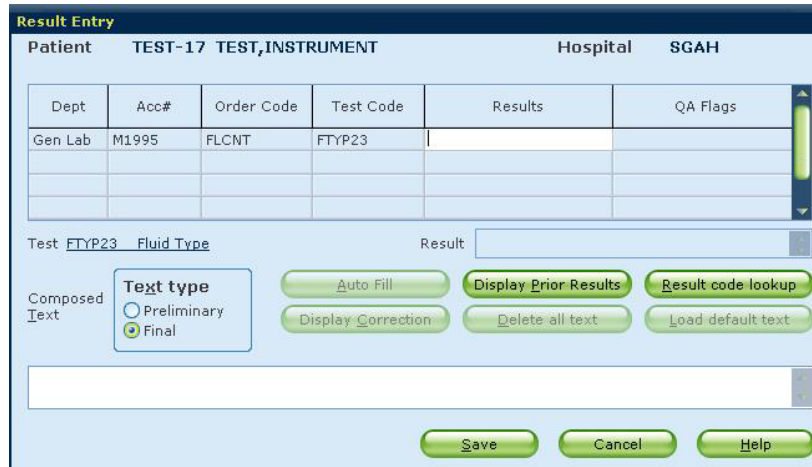 Result Entry
Patient TEST-17 TEST,INSTRUMENT Hospital SGAH
Dept Acc# Order Code Test Code Results QA Flags
Gen Lab M1995 FLCNT FTYP23
Test FTYP23 Fluid Type Result
Composed Text
Text type
Preliminary
Final
Auto Fill Display Prior Results Result code lookup
Display Correction Delete all text Load default text
Save Cancel Help